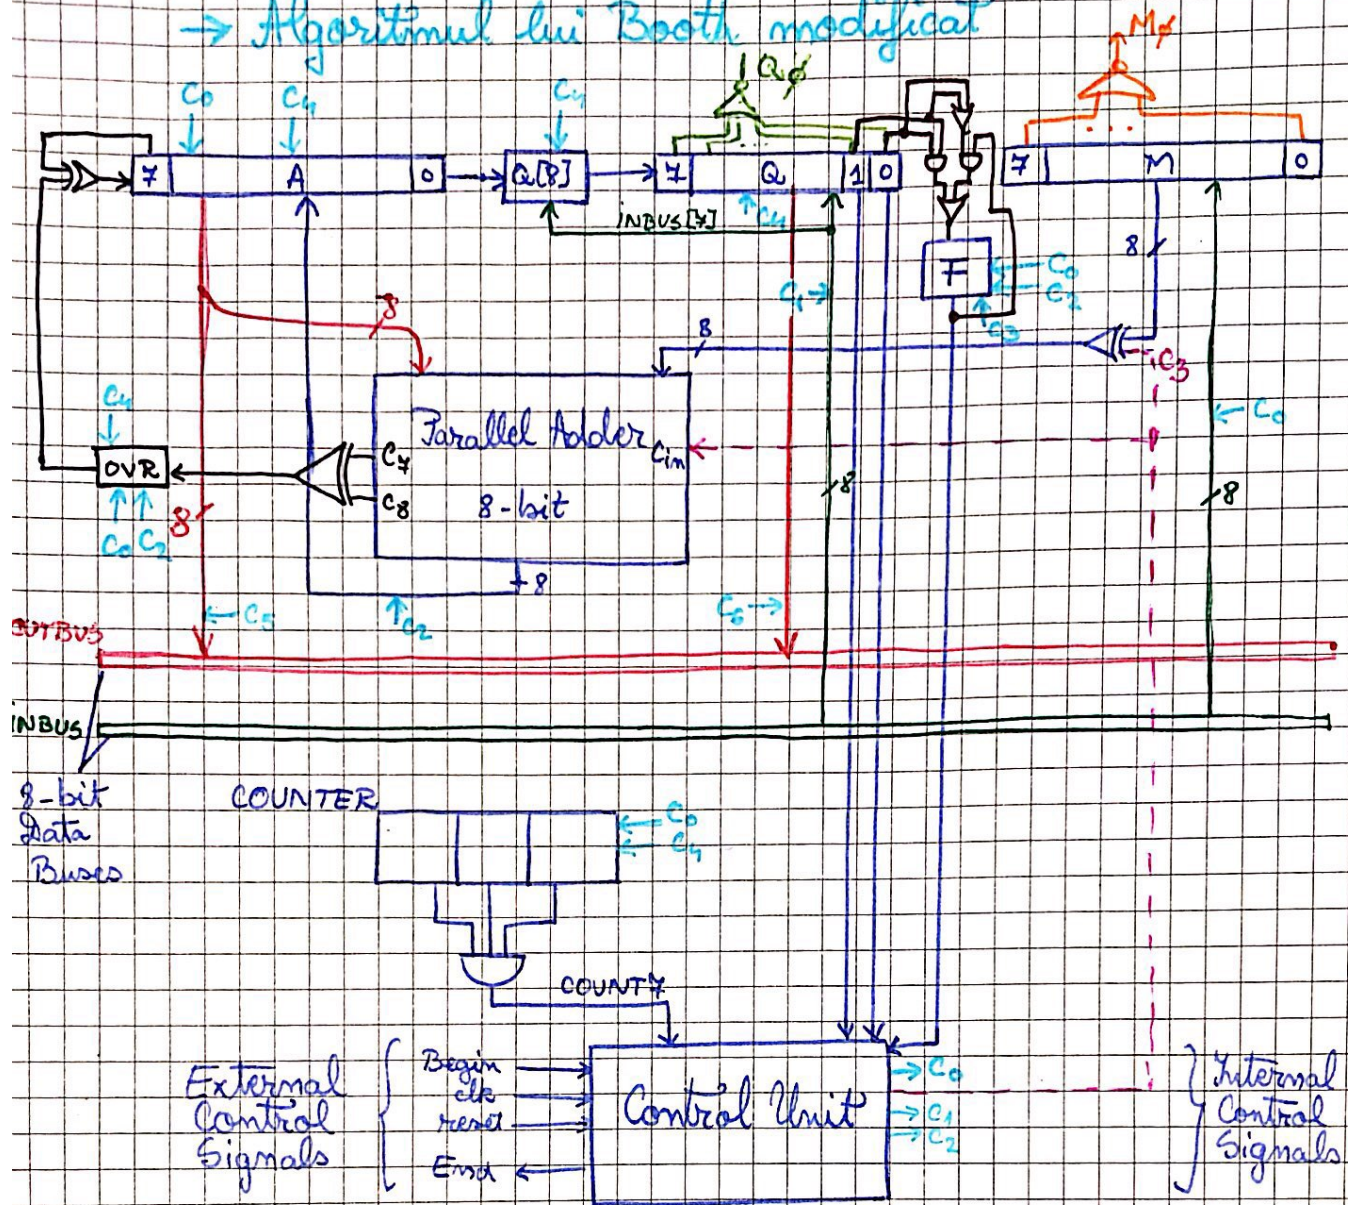 → Algoritmul lui Booth modificat
M∅
Q∅
C0 C4 C4
7 A 0 Q[8] 7 Q 1 0 7 M 0
INBUS[7] C4
8
F C0
C2
C1 C3
8 8
C3
C4 C0
Parallel Adder Cin
OVR C7
8-bit 8 8
C8
8
C0 C2
8
C5 C2 C6
OUTBUS
INBUS
8-bit
Data
Buses
COUNTER
C0
C4
COUNT7
External
Control
Signals
Begin
clk
reset
End
Control Unit
C0
C1
C2
Internal
Control
Signals